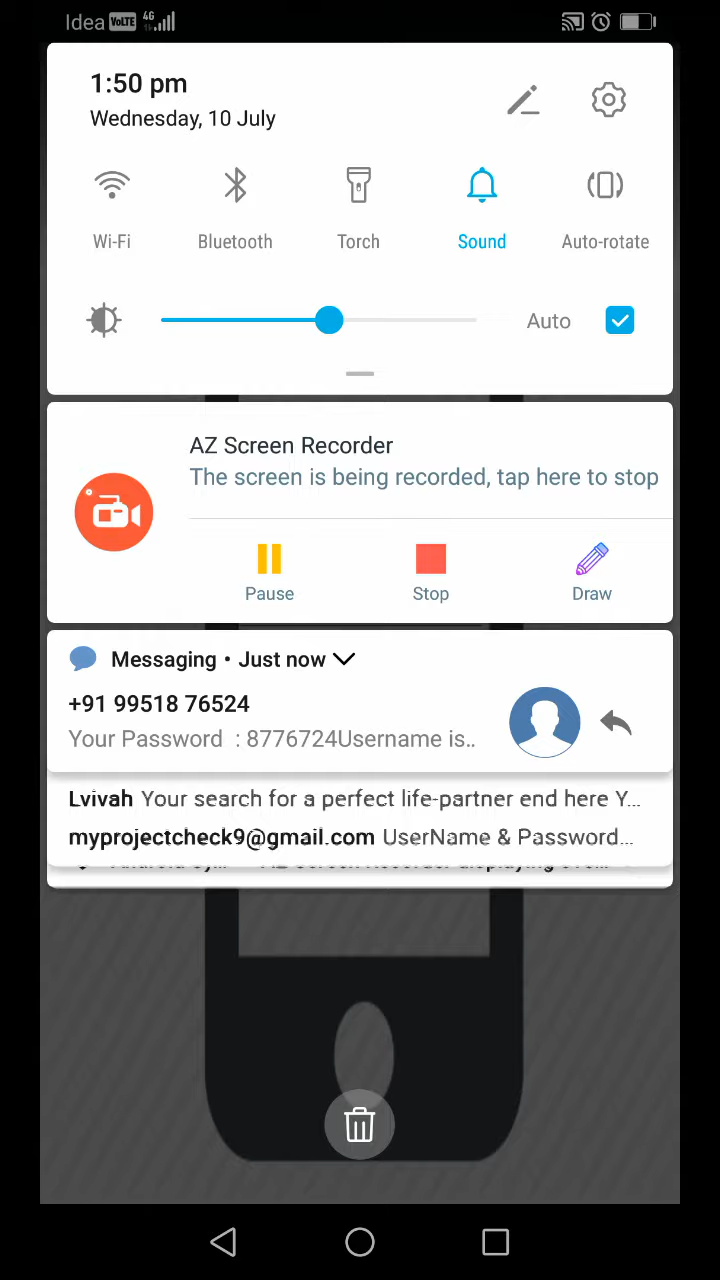 Idea VoLTE 4G
1:50 pm
Wednesday, 10 July
Wi-Fi Bluetooth Torch Sound Auto-rotate
Auto
AZ Screen Recorder
The screen is being recorded, tap here to stop
Pause Stop Draw
Messaging • Just now
+91 99518 76524
Your Password : 8776724Username is..
Lvivah Your search for a perfect life-partner end here Y...
myprojectcheck9@gmail.com UserName & Password...